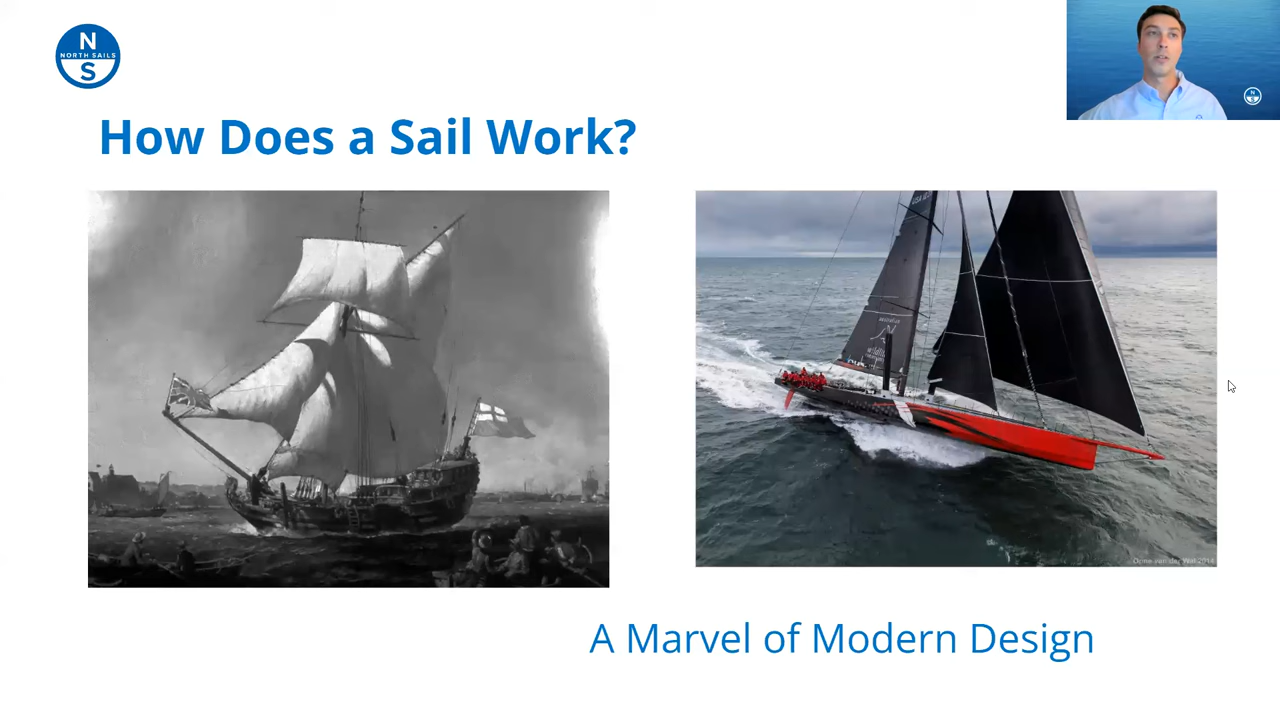 N
NORTH SAILS
S
How Does a Sail Work?
A Marvel of Modern Design